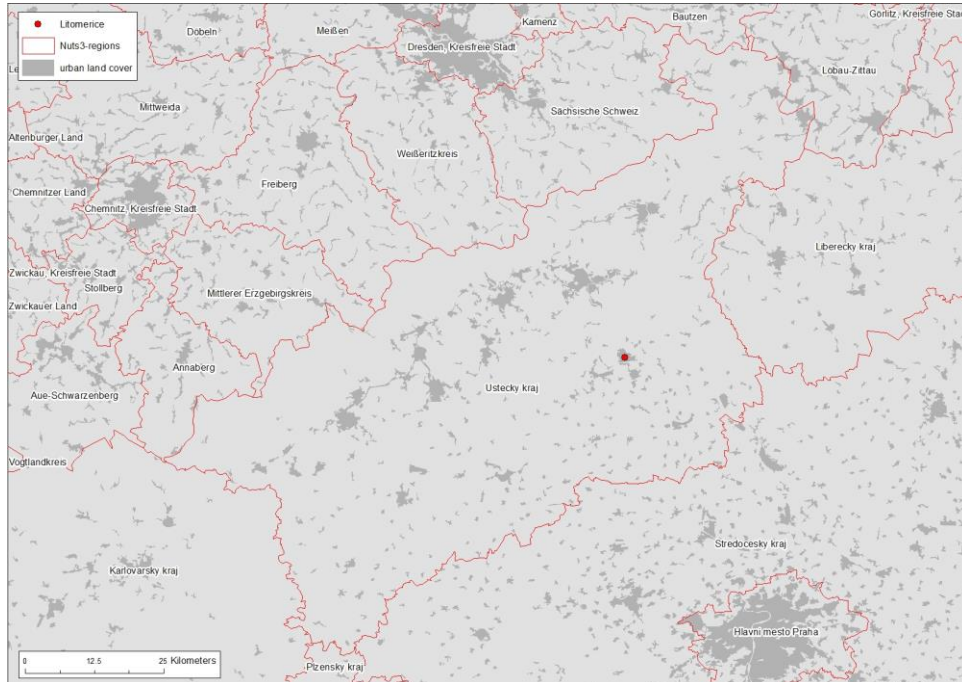 Litomerice
Nuts3-regions
urban land cover
Döbeln
Meißen
Kamenz
Bautzen
Görlitz, Kreisfreie Stad
Dresden, Kreisfreie Stadt
Löbau-Zittau
Le
Mittweida
Sächsische Schweiz
Altenburger Land
Weißeritzkreis
Freiberg
Chemnitzer Land
Chemnitz, Kreisfreie Stadt
Liberecky kraj
Zwickau, Kreisfreie Stadt
Stollberg
Mittlerer Erzgebirgskreis
Zwickauer Land
Annaberg
Ustecky kraj
Aue-Schwarzenberg
Vogtlandkreis
Stredocesky kraj
Karlovarsky kraj
Hlavni mesto Praha
0 12.5 25 Kilometers
Plzensky kraj